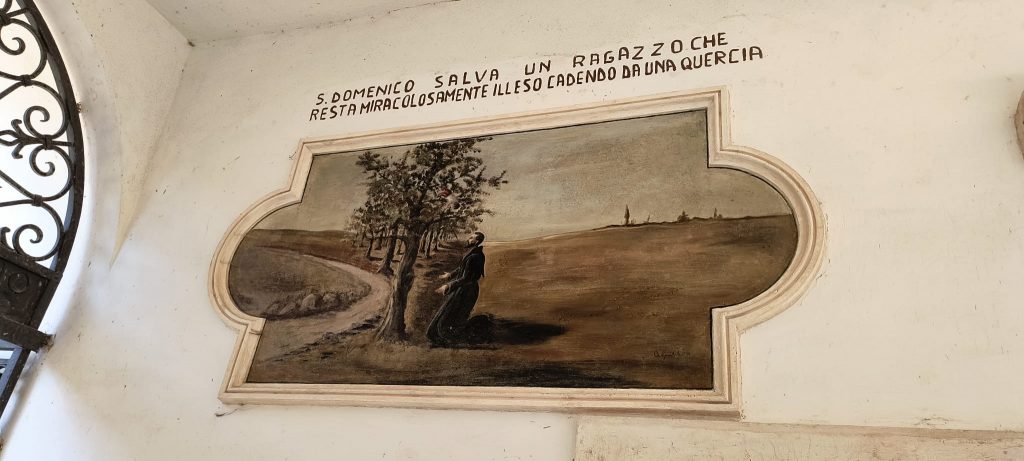 S. DOMENICO SALVA UN RAGAZZO CHE
RESTA MIRACOLOSAMENTE ILLESO CADENDO DA UNA QUERCIA